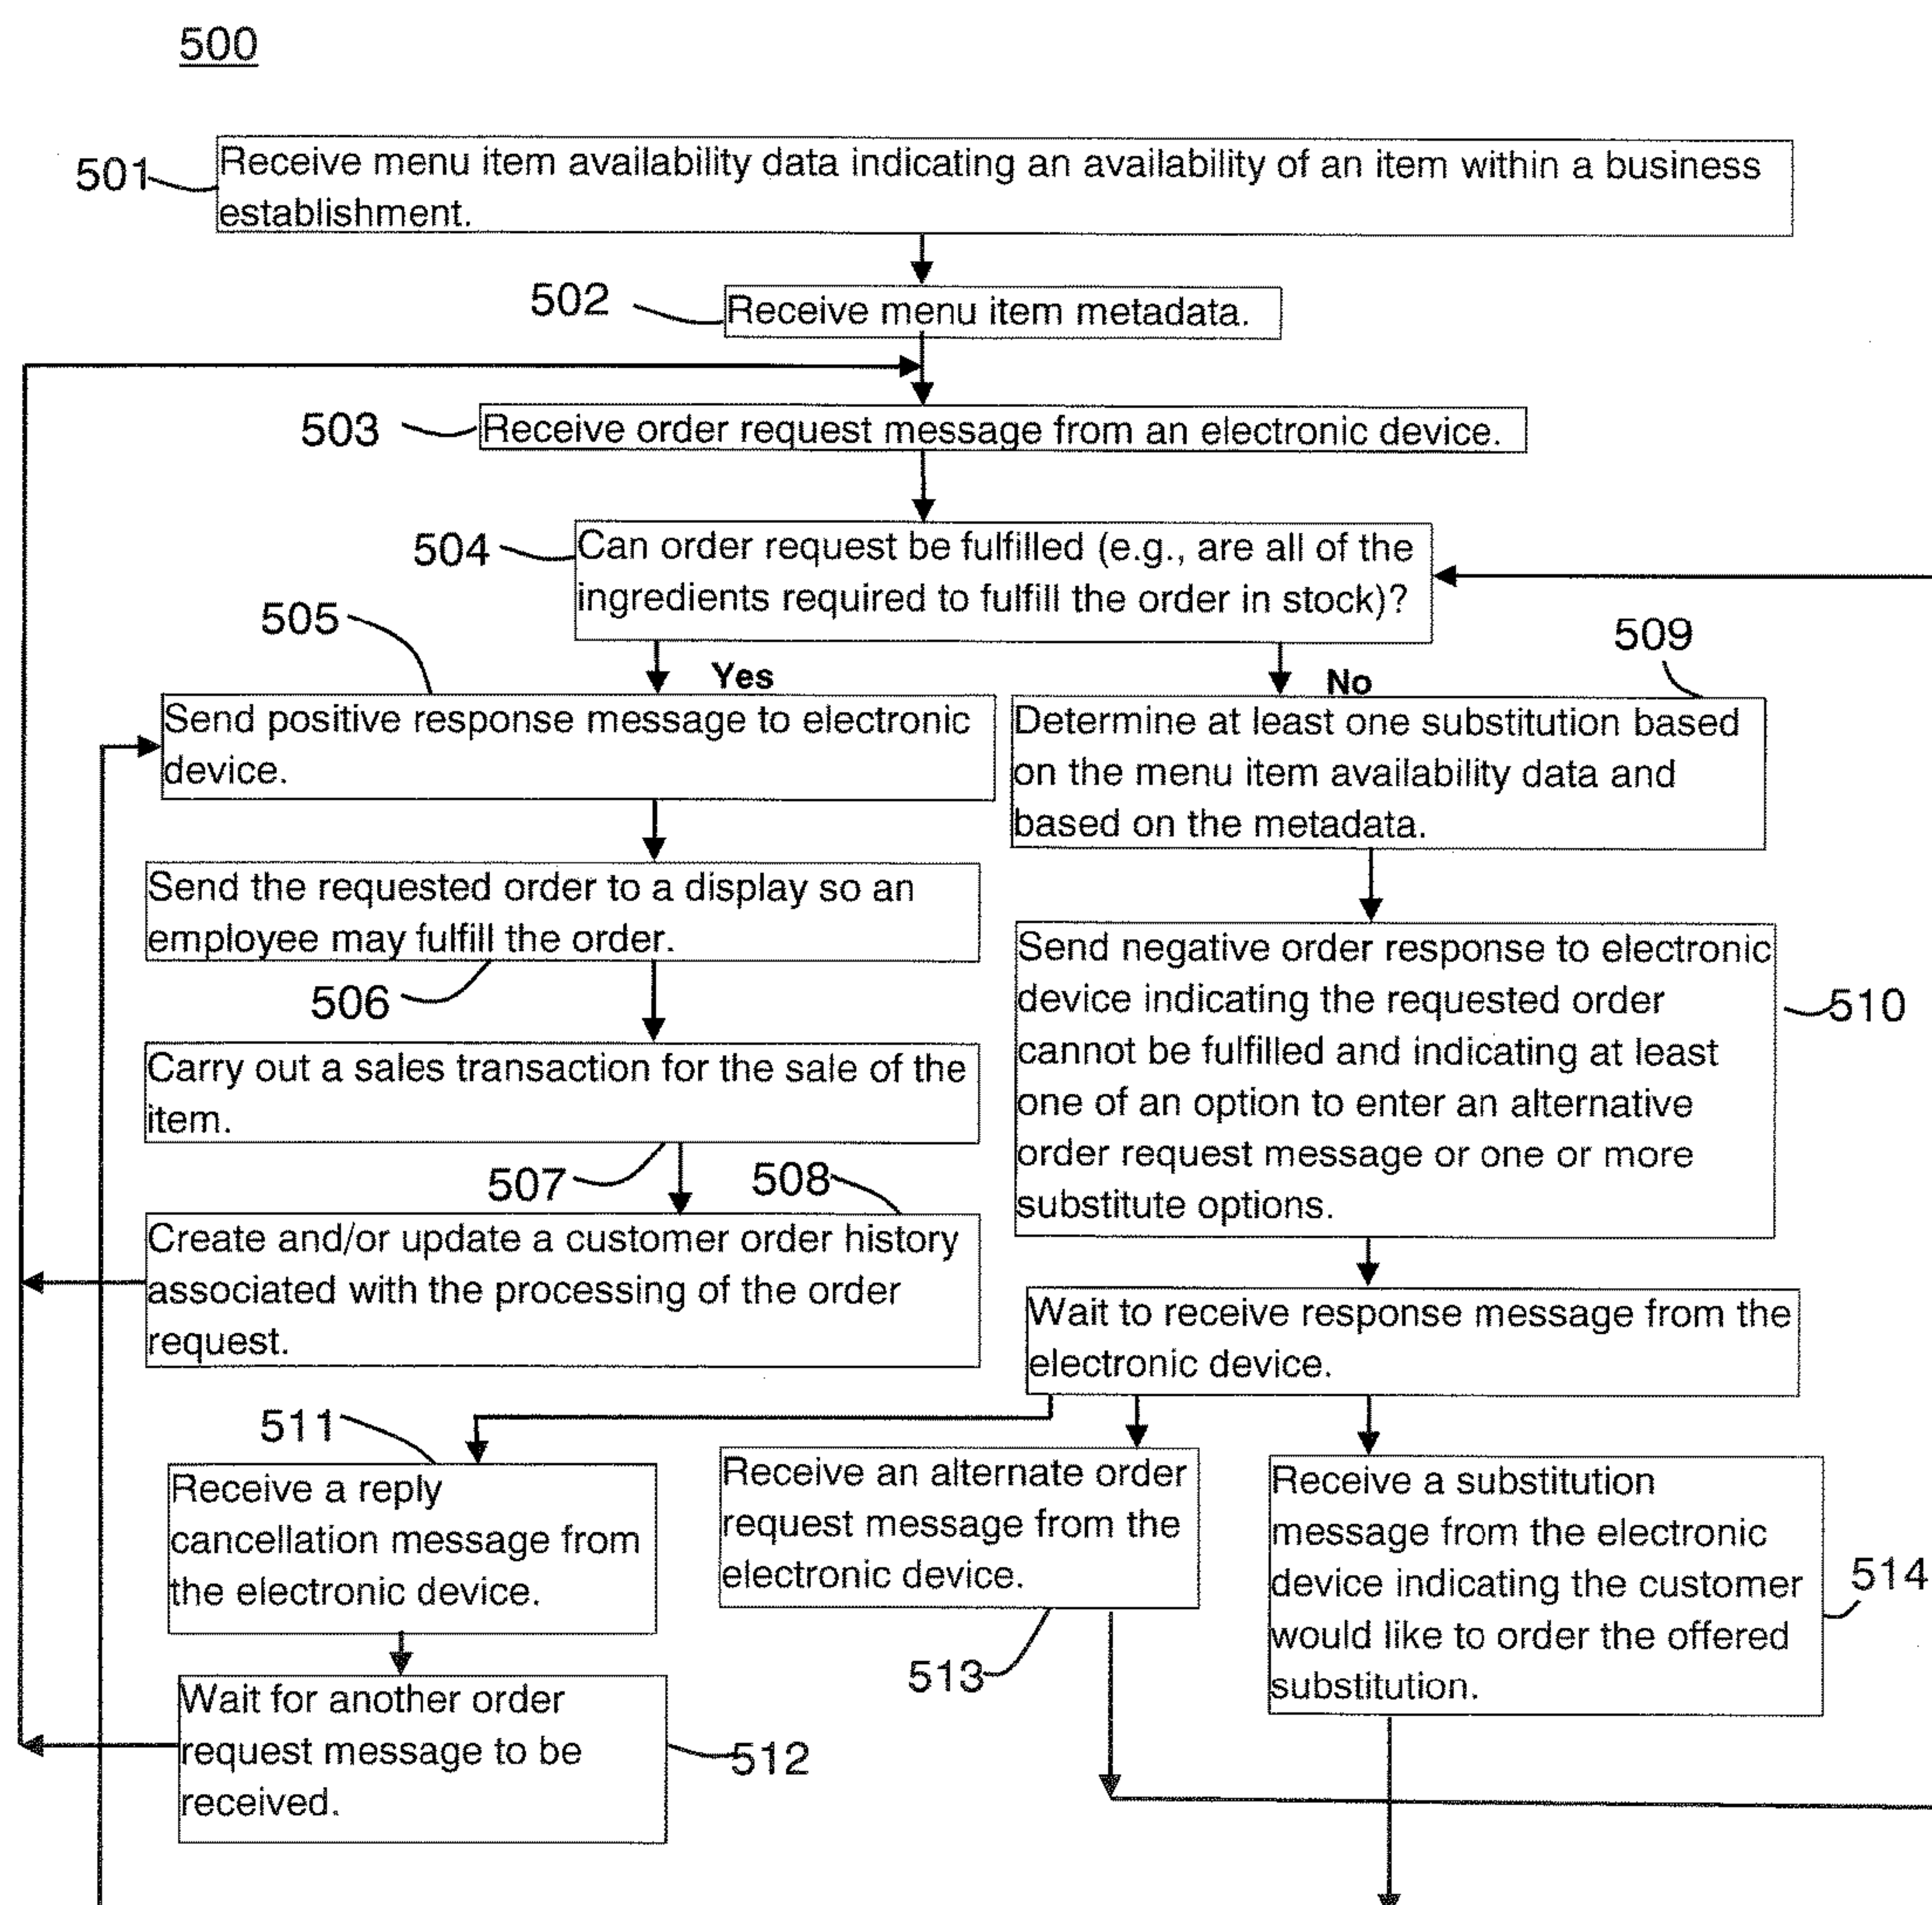 500
501
Receive menu item availability data indicating an availability of an item within a business
establishment.
502
Receive menu item metadata.
503
Receive order request message from an electronic device.
504
Can order request be fulfilled (e.g., are all of the
ingredients required to fulfill the order in stock)?
505
Yes
No
509
Send positive response message to electronic
device.
Determine at least one substitution based
on the menu item availability data and
based on the metadata.
Send the requested order to a display so an
employee may fulfill the order.
506
Send negative order response to electronic
device indicating the requested order
cannot be fulfilled and indicating at least
one of an option to enter an alternative
order request message or one or more
substitute options.
510
Carry out a sales transaction for the sale of the
item.
507
508
Create and/or update a customer order history
associated with the processing of the order
request.
Wait to receive response message from the
electronic device.
511
Receive a reply
cancellation message from
the electronic device.
Receive an alternate order
request message from the
electronic device.
513
Receive a substitution
message from the electronic
device indicating the customer
would like to order the offered
substitution.
514
Wait for another order
request message to be
received.
512